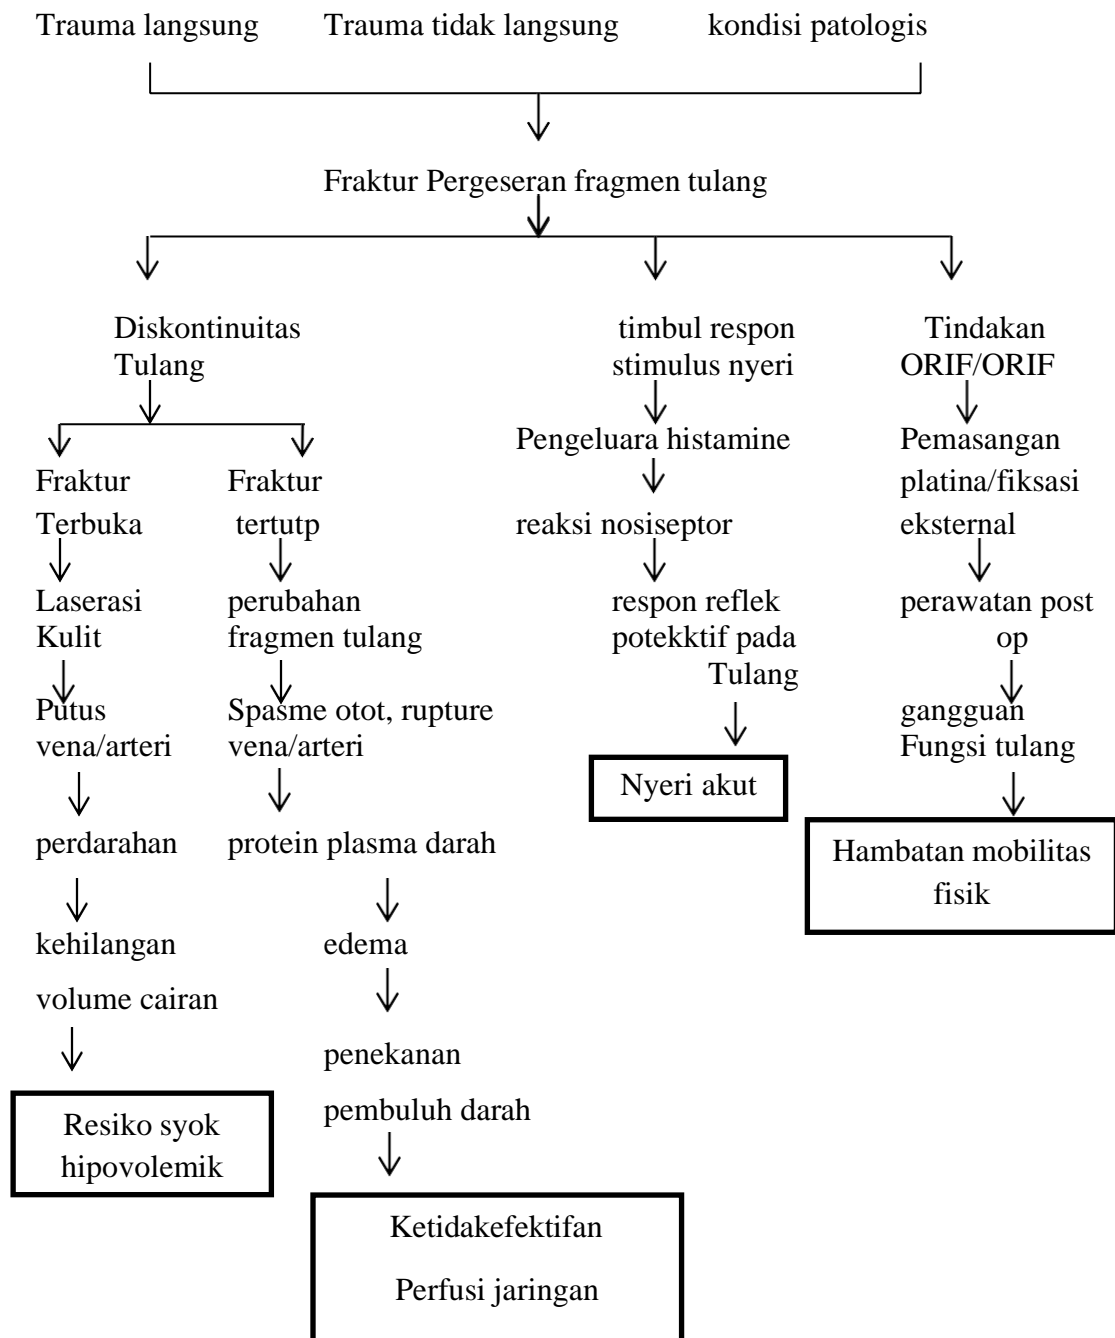 Trauma langsung Trauma tidak langsung kondisi patologis
Fraktur Pergeseran fragmen tulang
Diskontinuitas
Tulang
timbul respon
stimulus nyeri
Tindakan
ORIF/ORIF
Fraktur
Terbuka
Fraktur
tertutp
Pengeluara histamine
reaksi nosiseptor
Pemasangan
platina/fiksasi
eksternal
Laserasi
Kulit
perubahan
fragmen tulang
respon reflek
potekktif pada
Tulang
perawatan post
op
Putus
vena/arteri
Spasme otot, rupture
vena/arteri
Nyeri akut
gangguan
Fungsi tulang
perdarahan
protein plasma darah
Hambatan mobilitas
fisik
kehilangan
volume cairan
edema
penekanan
pembuluh darah
Resiko syok
hipovolemik
Ketidakefektifan
Perfusi jaringan